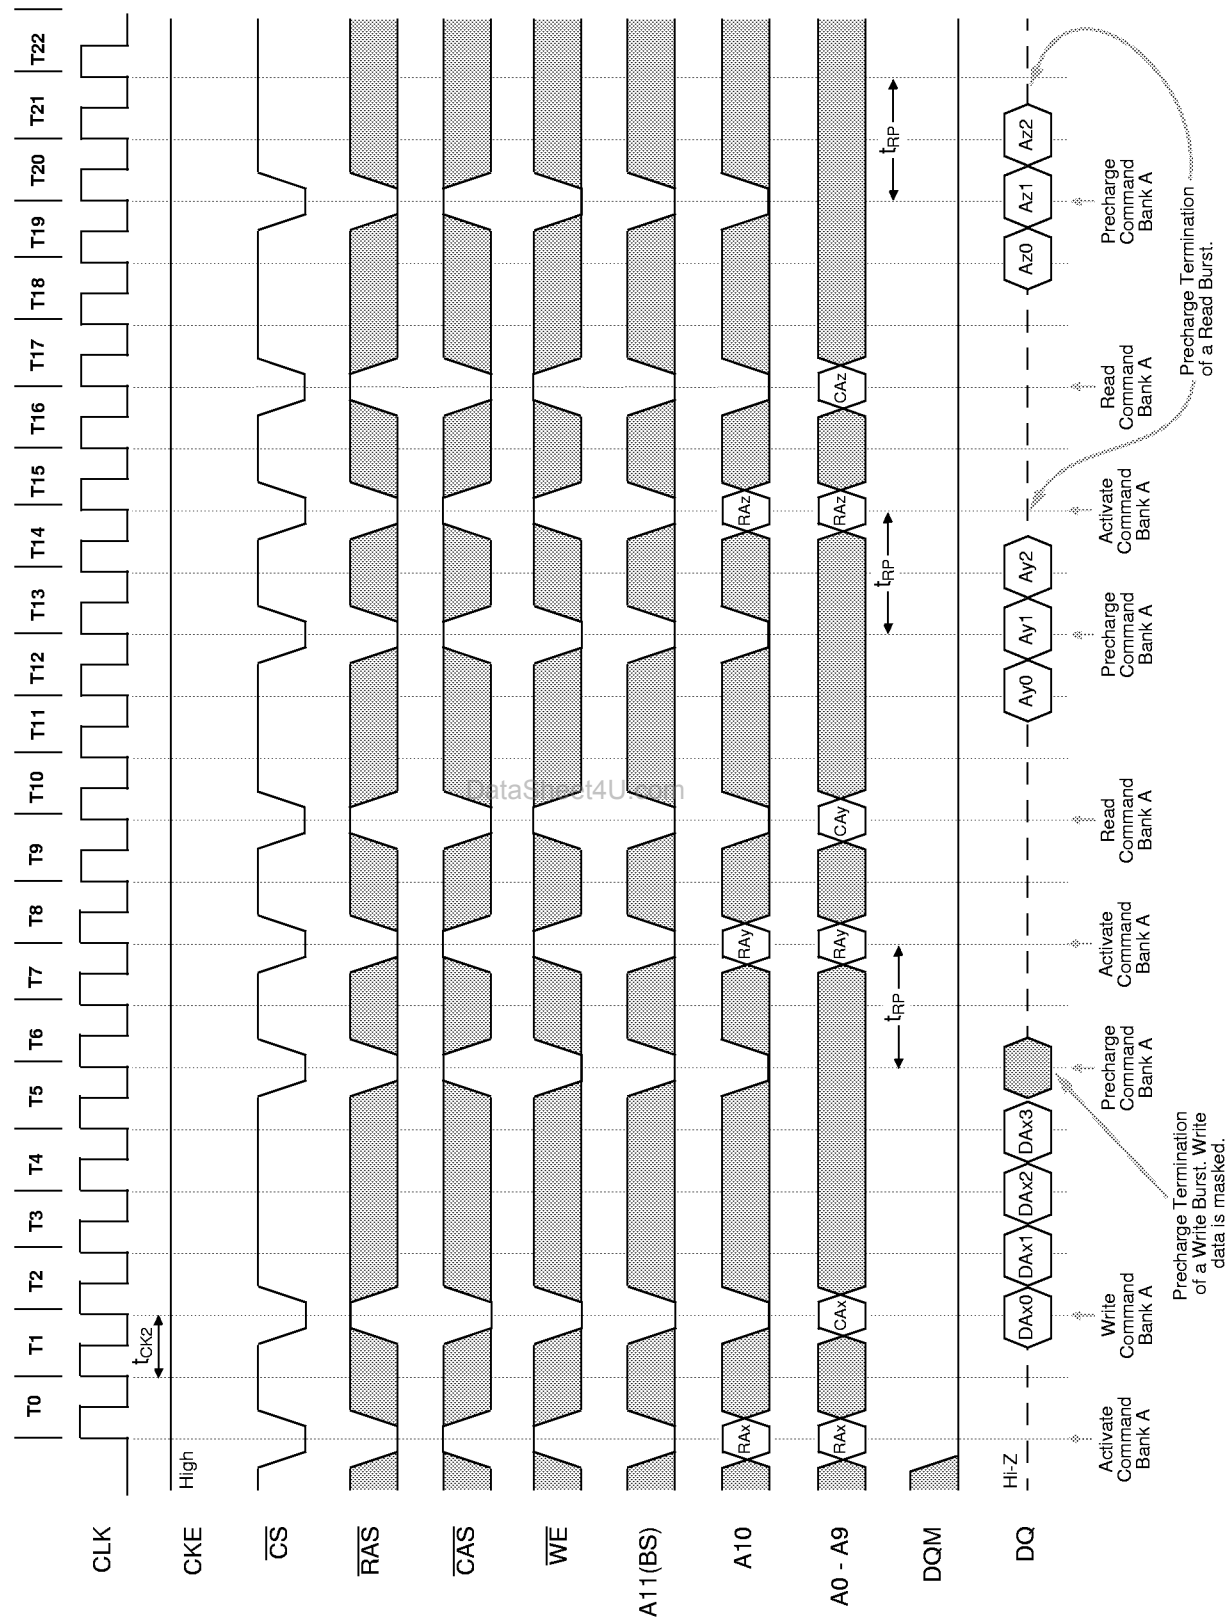 T0 T1 T2 T3 T4 T5 T6 T7 T8 T9 T10 T11 T12 T13 T14 T15 T16 T17 T18 T19 T20 T21 T22
CLK
tCK2
CKE
High
CS
RAS
CAS
WE
DataSheet4U.com
A11(BS)
A10
RAx RAy RAz
A0 - A9
RAx CAx RAy CAy RAz CAz
tRP tRP tRP
DQM
DQ
Hi-Z
DAx0 DAx1 DAx2 DAx3 Ay0 Ay1 Ay2 Az0 Az1 Az2
Activate
Command
Bank A
Write
Command
Bank A
Precharge
Command
Bank A
Activate
Command
Bank A
Read
Command
Bank A
Precharge
Command
Bank A
Activate
Command
Bank A
Read
Command
Bank A
Precharge
Command
Bank A
Precharge Termination
of a Write Burst. Write
data is masked.
Precharge Termination
of a Read Burst.